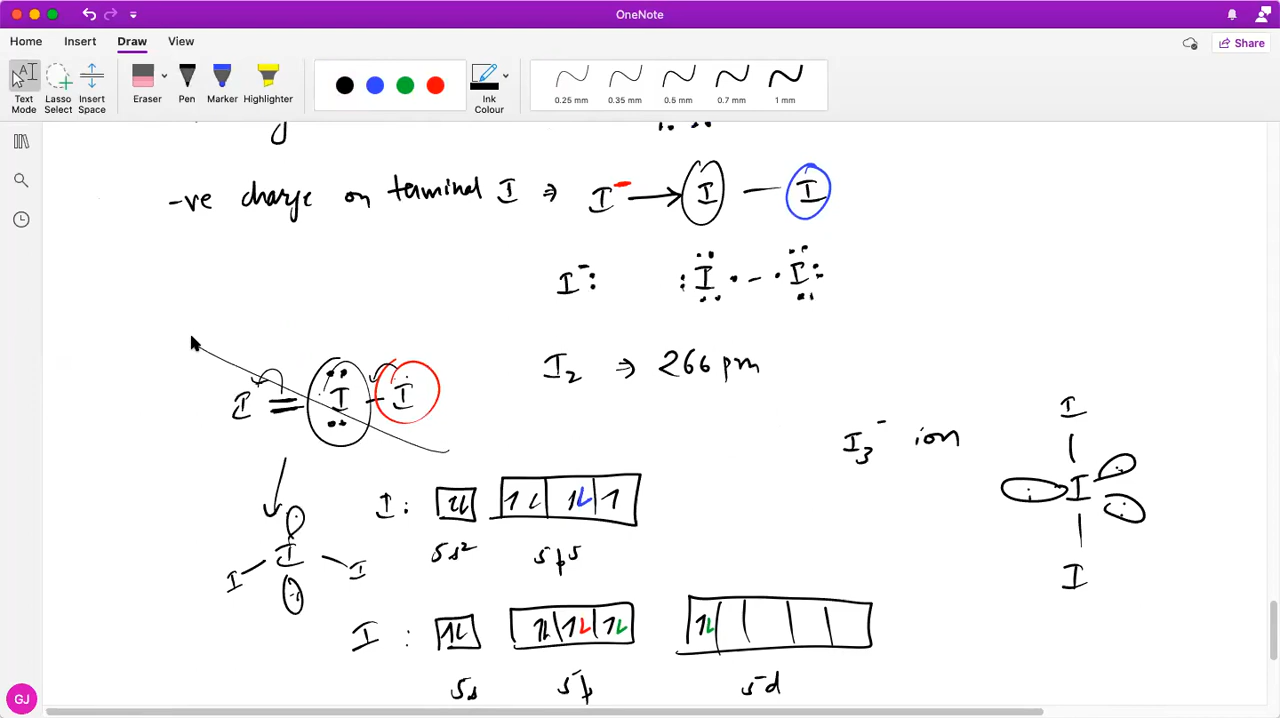 OneNote
Home Insert Draw View
Share
Text Mode
Lasso Select
Insert Space
Eraser
Pen
Marker
Highlighter
Ink Colour
0.25 mm 0.35 mm 0.5 mm 0.7 mm 1 mm
-ve charge on terminal I ⇒ I⁻ → I — I
I⁻: :I · - · I:
I₂ ⇒ 266 pm
I = I - I
I₃⁻ ion
I
I
I
I:
5s² 5p⁵
I I I
I :
5s 5p 5d
GJ